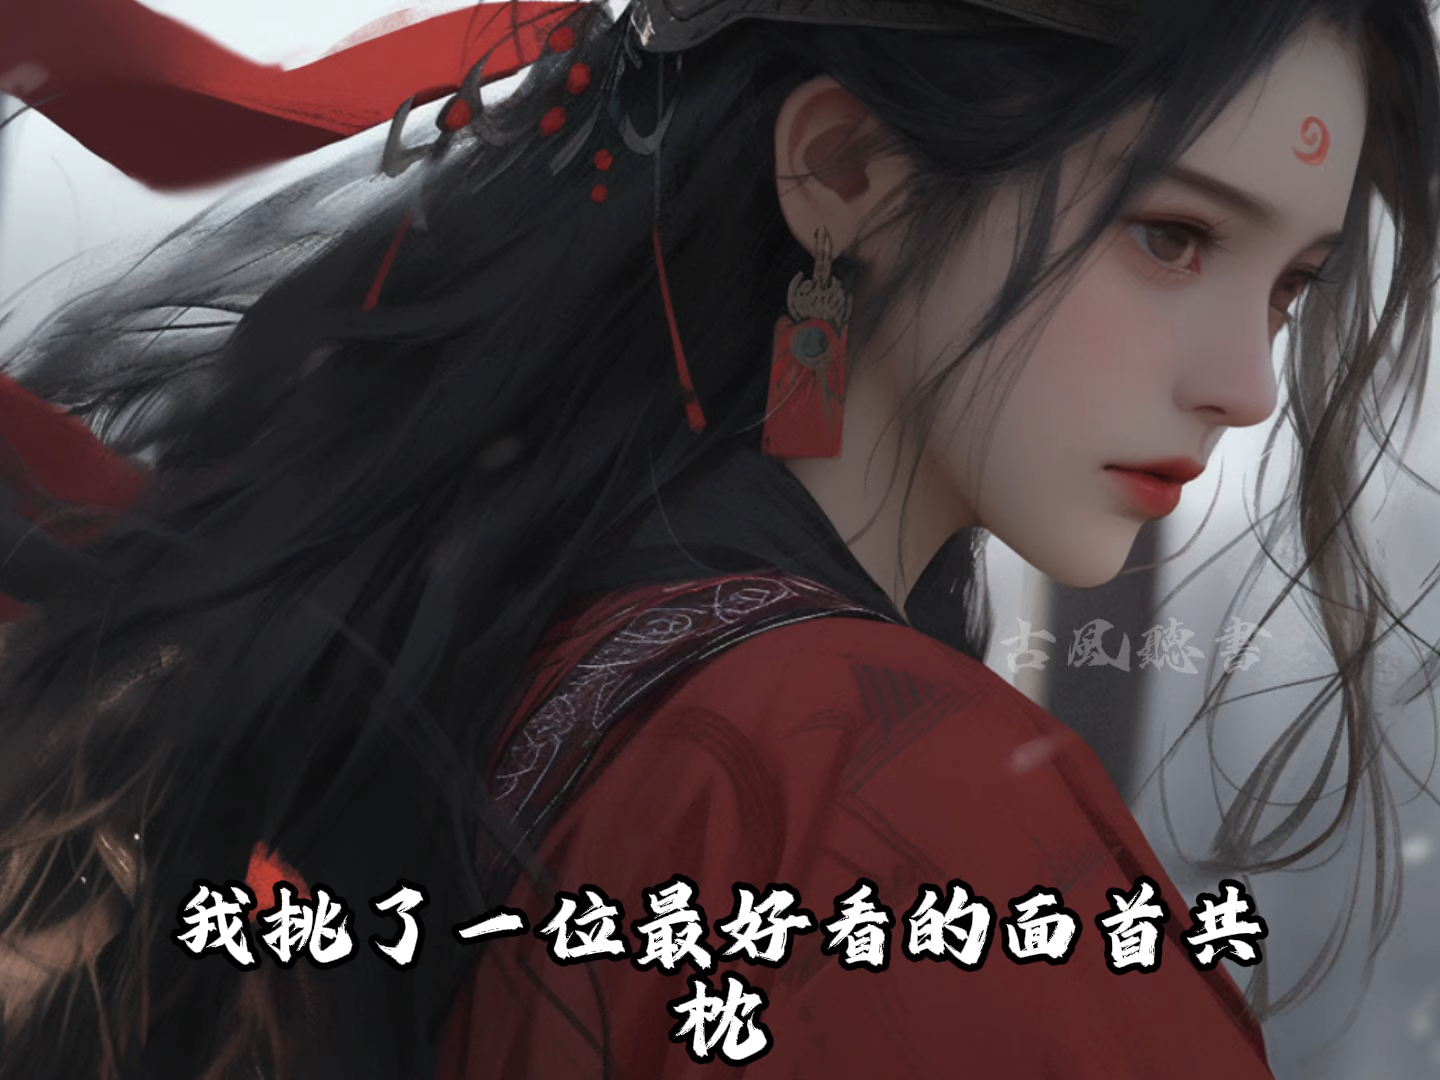 古風聽書
我挑了一位最好看的面首共
枕